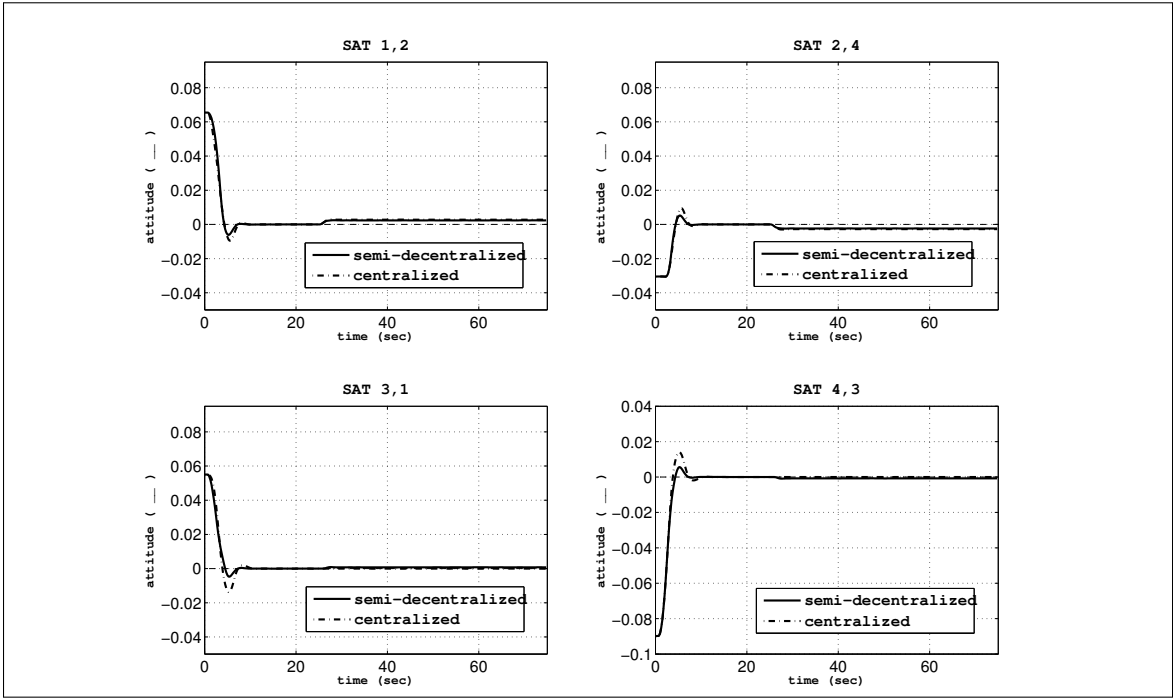 SAT 1,2
0.08
0.06
0.04
0.02
0
−0.02
−0.04
attitude ( __ )
semi-decentralized
centralized
0 20 40 60
time (sec)
SAT 2,4
0.08
0.06
0.04
0.02
0
−0.02
−0.04
attitude ( __ )
semi-decentralized
centralized
0 20 40 60
time (sec)
SAT 3,1
0.08
0.06
0.04
0.02
0
−0.02
−0.04
attitude ( __ )
semi-decentralized
centralized
0 20 40 60
time (sec)
SAT 4,3
0.04
0.02
0
−0.02
−0.04
−0.06
−0.08
−0.1
attitude ( __ )
semi-decentralized
centralized
0 20 40 60
time (sec)